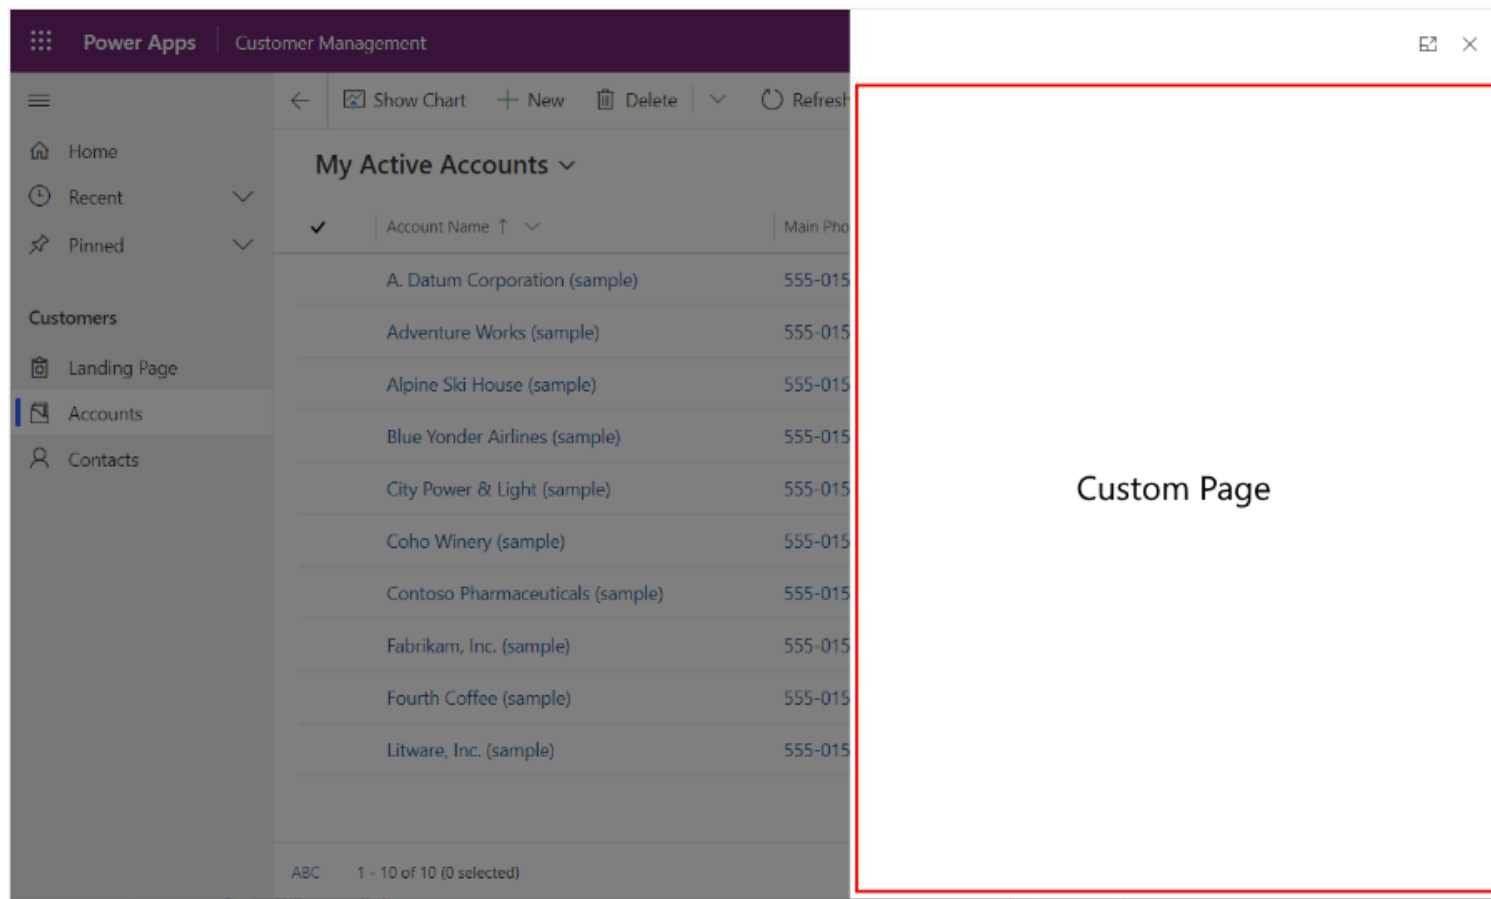 Power Apps Customer Management
Show Chart New Delete Refresh
Home
Recent
Pinned
Customers
Landing Page
Accounts
Contacts
My Active Accounts
Account Name Main Pho
A. Datum Corporation (sample) 555-015
Adventure Works (sample) 555-015
Alpine Ski House (sample) 555-015
Blue Yonder Airlines (sample) 555-015
City Power & Light (sample) 555-015
Coho Winery (sample) 555-015
Contoso Pharmaceuticals (sample) 555-015
Fabrikam, Inc. (sample) 555-015
Fourth Coffee (sample) 555-015
Litware, Inc. (sample) 555-015
ABC 1 - 10 of 10 (0 selected)
Custom Page